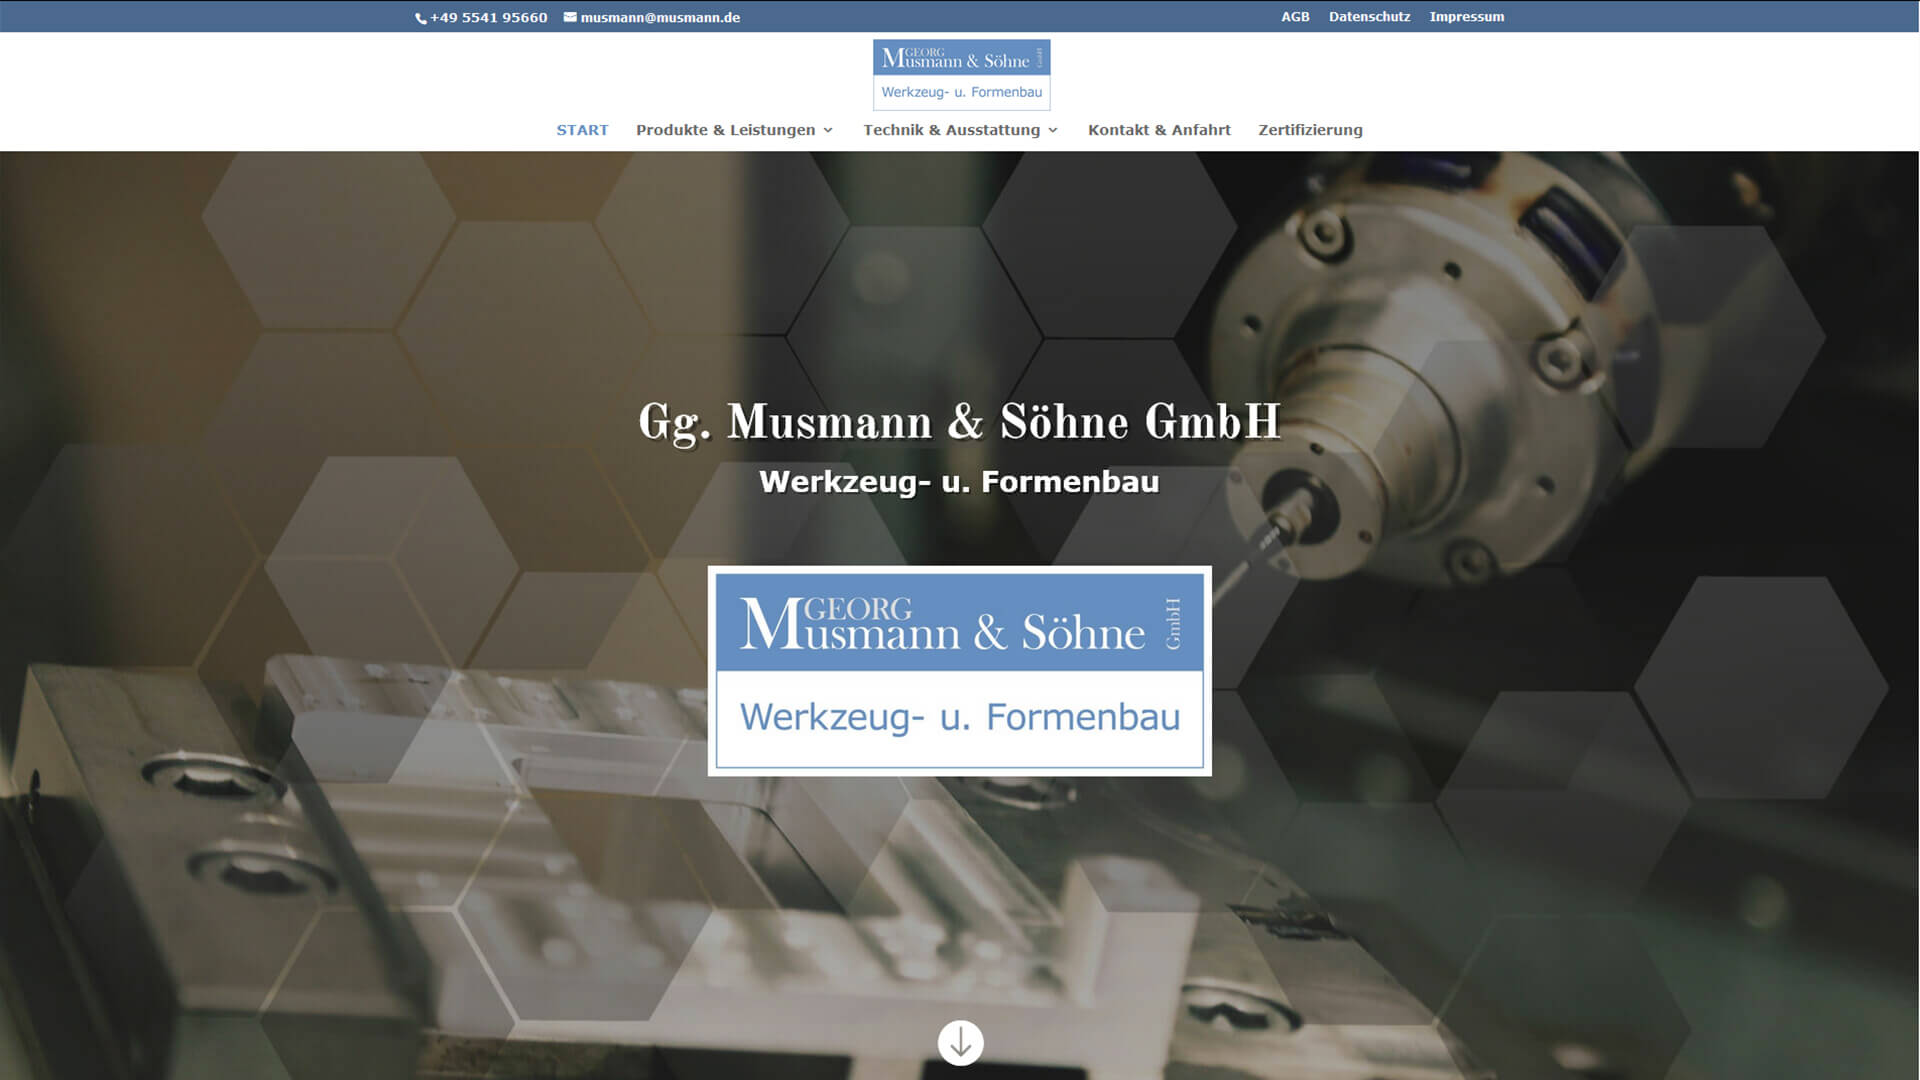 +49 5541 95660 musmann@musmann.de AGB Datenschutz Impressum
GEORG
Musmann & Söhne GmbH
Werkzeug- u. Formenbau
START Produkte & Leistungen Technik & Ausstattung Kontakt & Anfahrt Zertifizierung
Gg. Musmann & Söhne GmbH
Werkzeug- u. Formenbau
GEORG
Musmann & Söhne GmbH
Werkzeug- u. Formenbau